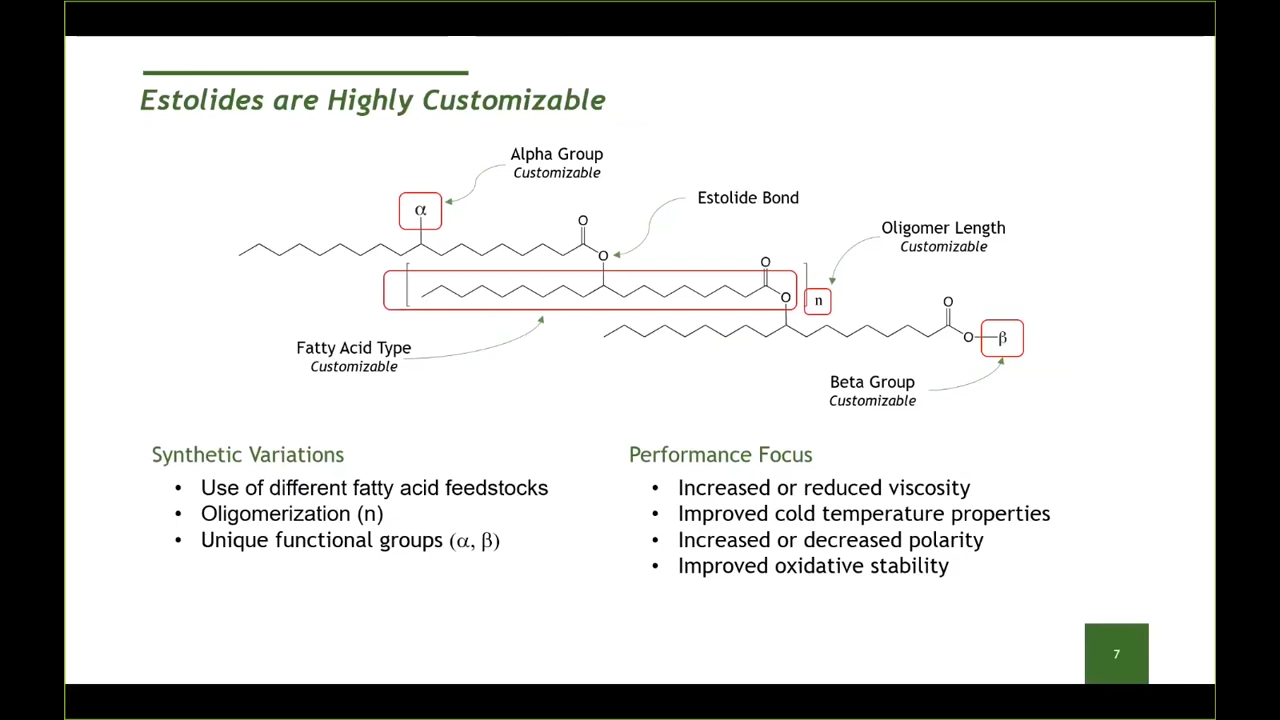 Estolides are Highly Customizable
Alpha Group
Customizable
α
Estolide Bond
O
O
Oligomer Length
Customizable
O
O
n
O
O
β
Fatty Acid Type
Customizable
Beta Group
Customizable
Synthetic Variations
• Use of different fatty acid feedstocks
• Oligomerization (n)
• Unique functional groups (α, β)
Performance Focus
• Increased or reduced viscosity
• Improved cold temperature properties
• Increased or decreased polarity
• Improved oxidative stability
7